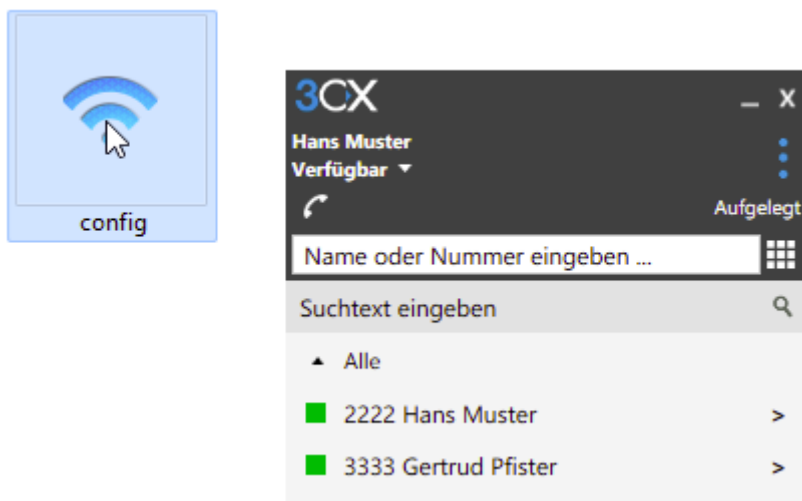 config
3CX
Hans Muster
Verfügbar
Aufgelegt
Name oder Nummer eingeben ...
Suchtext eingeben
Alle
2222 Hans Muster
3333 Gertrud Pfister